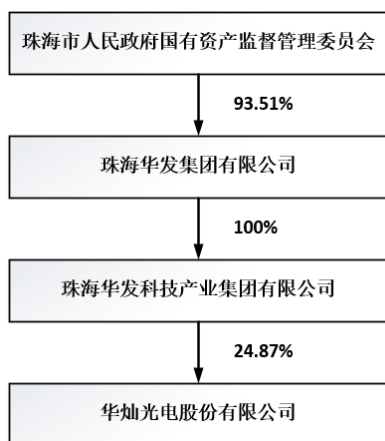 珠海市人民政府国有资产监督管理委员会
93.51%
珠海华发集团有限公司
100%
珠海华发科技产业集团有限公司
24.87%
华灿光电股份有限公司